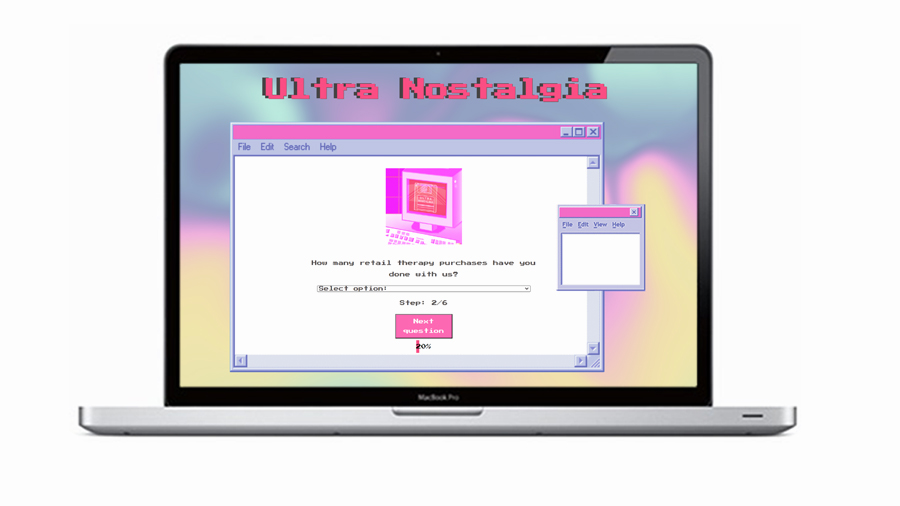 Ultra Nostalgia
File Edit Search Help
File Edit View Help
How many retail therapy purchases have you
done with us?
Select option:
Step: 2/6
Next
question
20%
MacBook Pro